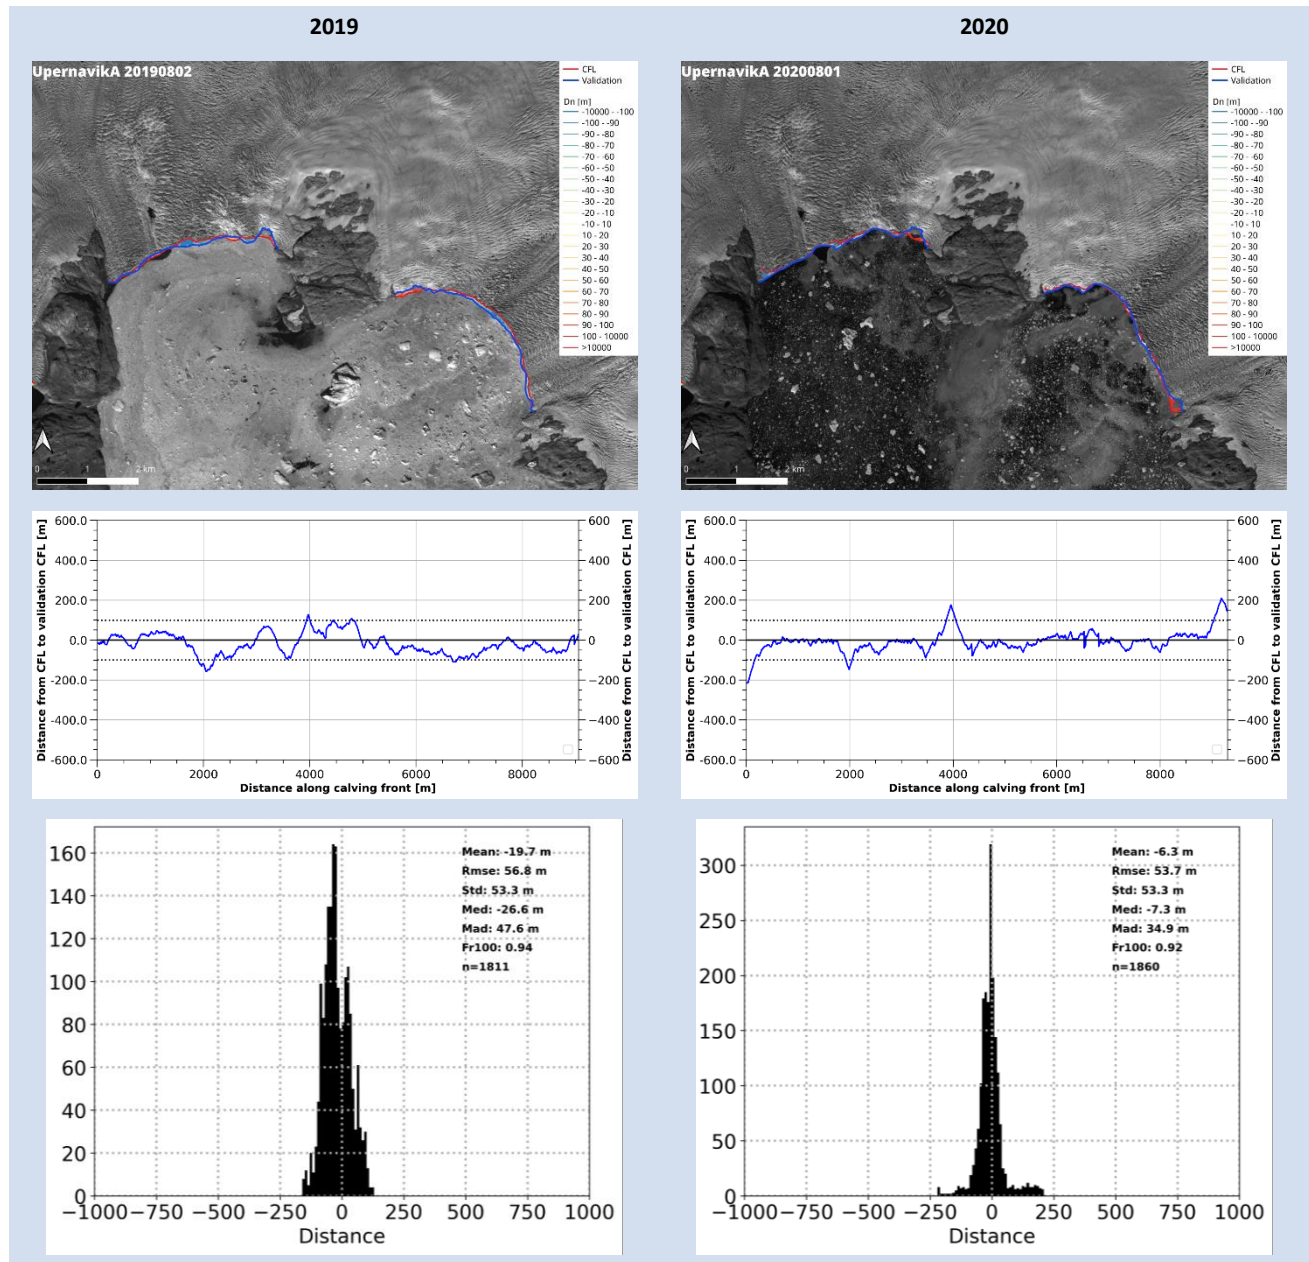 2019
2020
UpernavikA 20190802
CFL
Validation
Dn [m]
-10000 - -100
-100 - -90
-90 - -80
-80 - -70
-70 - -60
-60 - -50
-50 - -40
-40 - -30
-30 - -20
-20 - -10
-10 - 10
10 - 20
20 - 30
30 - 40
40 - 50
50 - 60
60 - 70
70 - 80
80 - 90
90 - 100
100 - 10000
>10000
0 1 2 km
UpernavikA 20200801
CFL
Validation
Dn [m]
-10000 - -100
-100 - -90
-90 - -80
-80 - -70
-70 - -60
-60 - -50
-50 - -40
-40 - -30
-30 - -20
-20 - -10
-10 - 10
10 - 20
20 - 30
30 - 40
40 - 50
50 - 60
60 - 70
70 - 80
80 - 90
90 - 100
100 - 10000
>10000
0 1 2 km
Distance from CFL to validation CFL [m]
600.0
400.0
200.0
0.0
-200.0
-400.0
-600.0
600
400
200
0
−200
−400
−600
Distance from CFL to validation CFL [m]
0 2000 4000 6000 8000
Distance along calving front [m]
Distance from CFL to validation CFL [m]
600.0
400.0
200.0
0.0
-200.0
-400.0
-600.0
600
400
200
0
−200
−400
−600
Distance from CFL to validation CFL [m]
0 2000 4000 6000 8000
Distance along calving front [m]
160
140
120
100
80
60
40
20
0
Mean: -19.7 m
Rmse: 56.8 m
Std: 53.3 m
Med: -26.6 m
Mad: 47.6 m
Fr100: 0.94
n=1811
−1000 −750 −500 −250 0 250 500 750 1000
Distance
300
250
200
150
100
50
0
Mean: -6.3 m
Rmse: 53.7 m
Std: 53.3 m
Med: -7.3 m
Mad: 34.9 m
Fr100: 0.92
n=1860
−1000 −750 −500 −250 0 250 500 750 1000
Distance